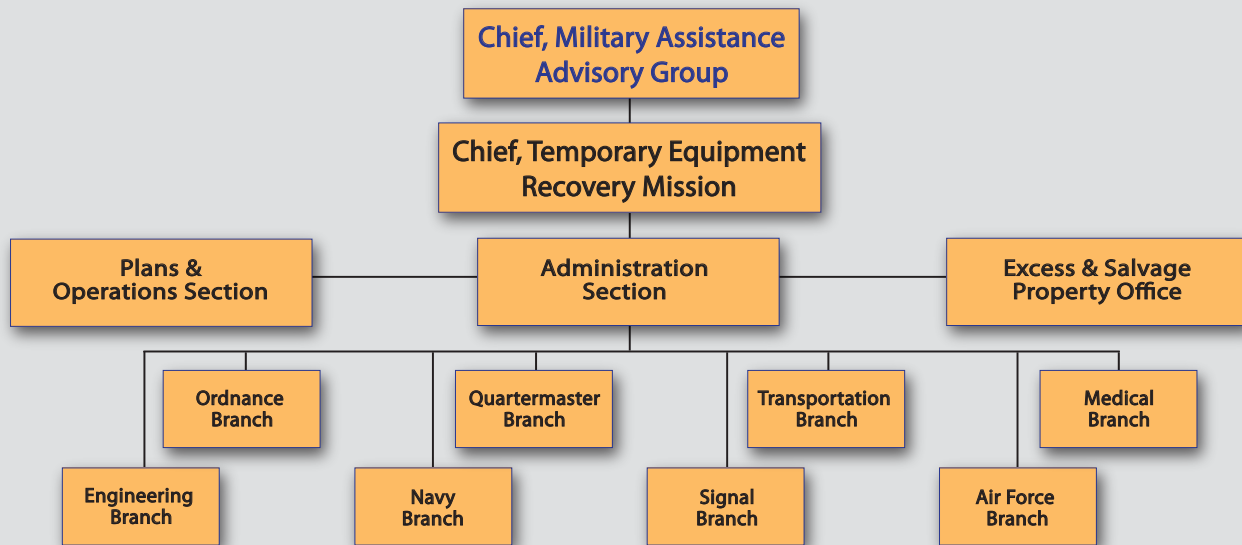 Chief, Military Assistance
Advisory Group
Chief, Temporary Equipment
Recovery Mission
Plans &
Operations Section
Administration
Section
Excess & Salvage
Property Office
Ordnance
Branch
Quartermaster
Branch
Transportation
Branch
Medical
Branch
Engineering
Branch
Navy
Branch
Signal
Branch
Air Force
Branch